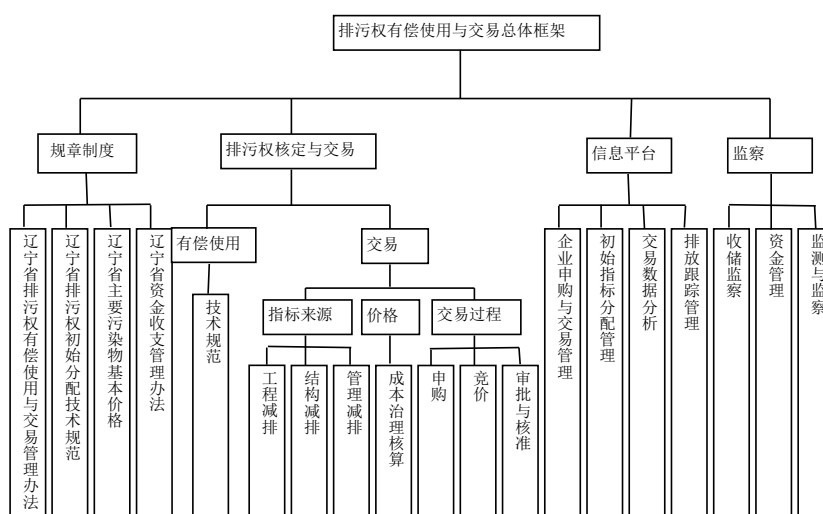 排污权有偿使用与交易总体框架
规章制度
排污权核定与交易
信息平台
监察
辽宁省排污权有偿使用与交易管理办法
辽宁省排污权初始分配技术规范
辽宁省主要污染物基本价格
辽宁省资金收支管理办法
有偿使用
交易
企业申购与交易管理
初始指标分配管理
交易数据分析
排放跟踪管理
收储监察
资金管理
监测与监察
技术规范
指标来源
价格
交易过程
工程减排
结构减排
管理减排
成本治理核算
申购
竞价
审批与核准